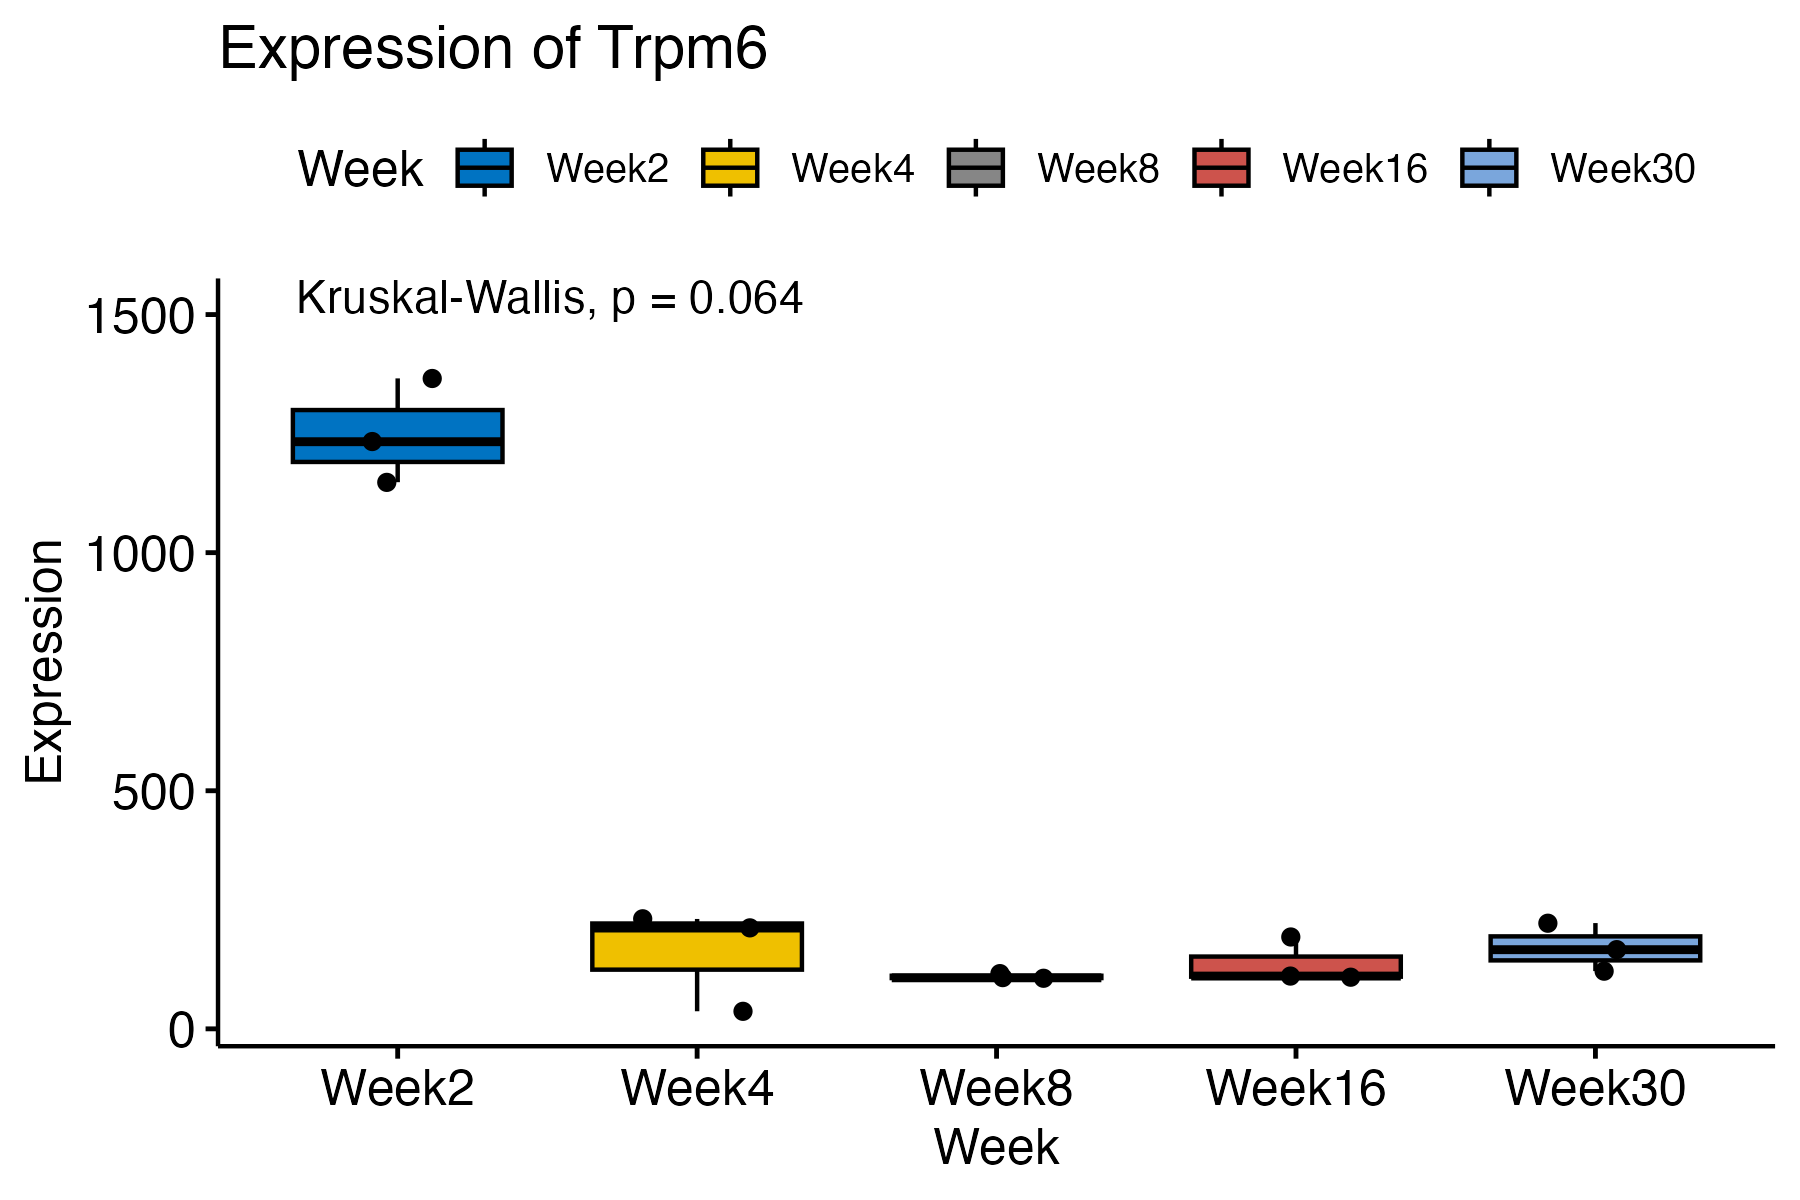 Expression of Trpm6
Week Week2 Week4 Week8 Week16 Week30
Kruskal-Wallis, p = 0.064
1500
1000
500
0
Expression
Week2 Week4 Week8 Week16 Week30
Week